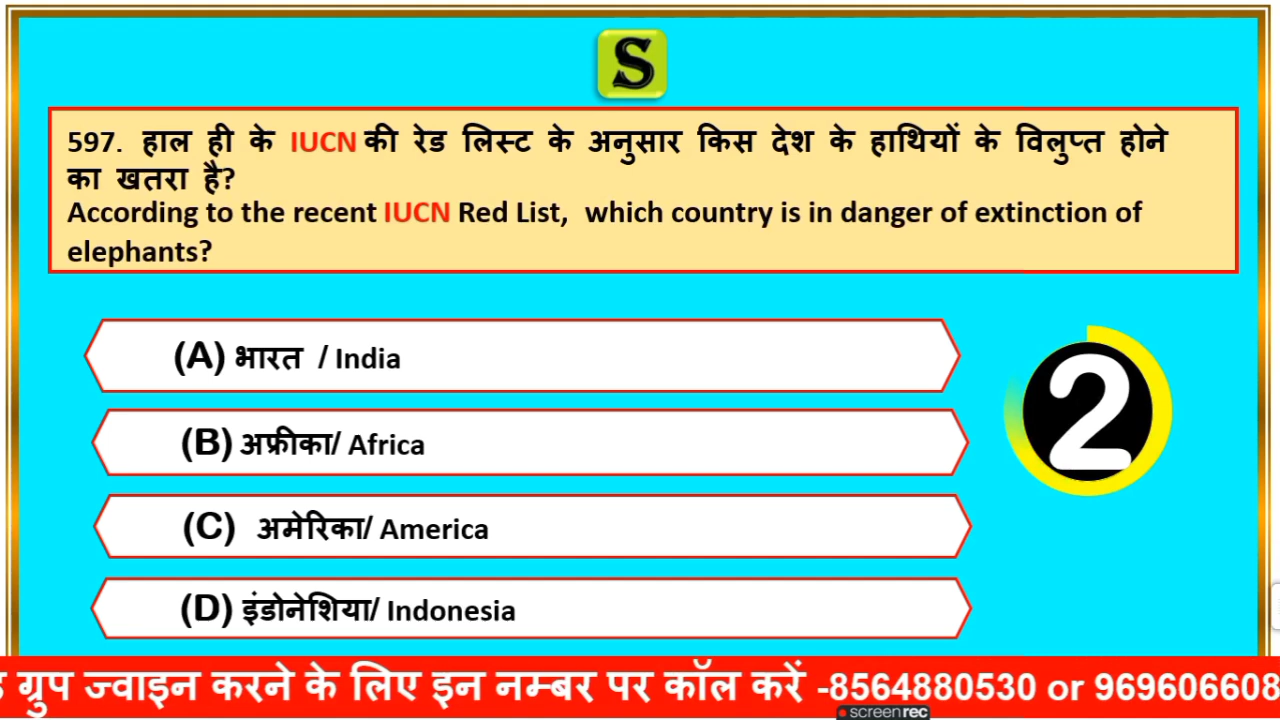 S
597. हाल ही के IUCN की रेड लिस्ट के अनुसार किस देश के हाथियों के विलुप्त होने
का खतरा है?
According to the recent IUCN Red List, which country is in danger of extinction of
elephants?
(A) भारत / India
(B) अफ्रीका/ Africa
(C) अमेरिका/ America
(D) इंडोनेशिया/ Indonesia
2
ग्रुप ज्वाइन करने के लिए इन नम्बर पर कॉल करें -8564880530 or 969606608
screenrec